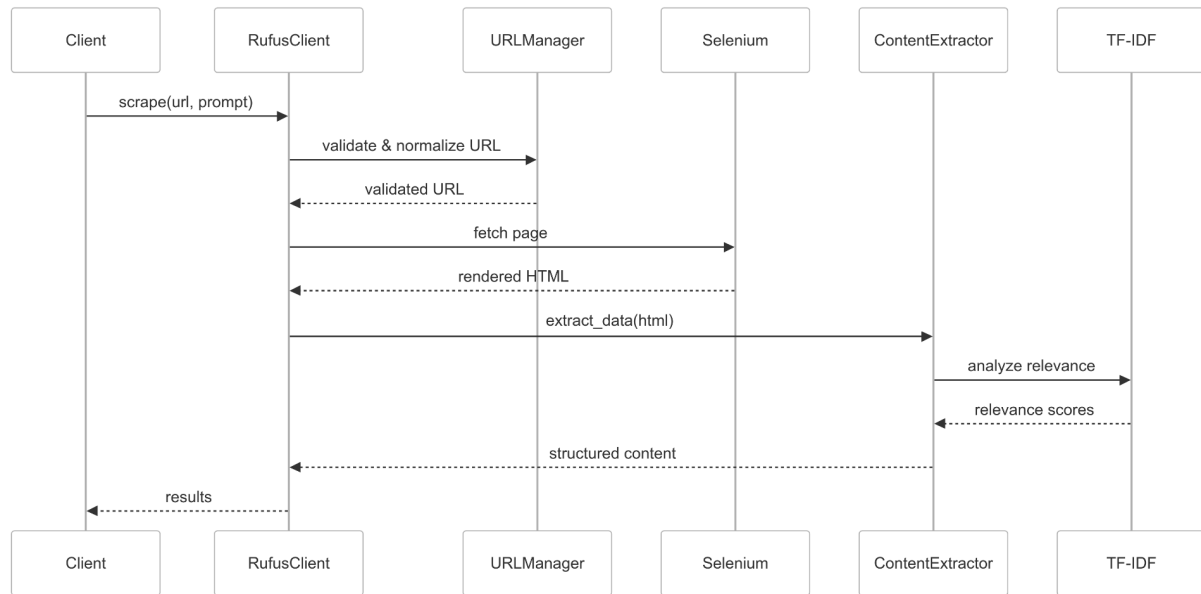 Client RufusClient URLManager Selenium ContentExtractor TF-IDF
scrape(url, prompt)
validate & normalize URL
validated URL
fetch page
rendered HTML
extract_data(html)
analyze relevance
relevance scores
structured content
results
Client RufusClient URLManager Selenium ContentExtractor TF-IDF